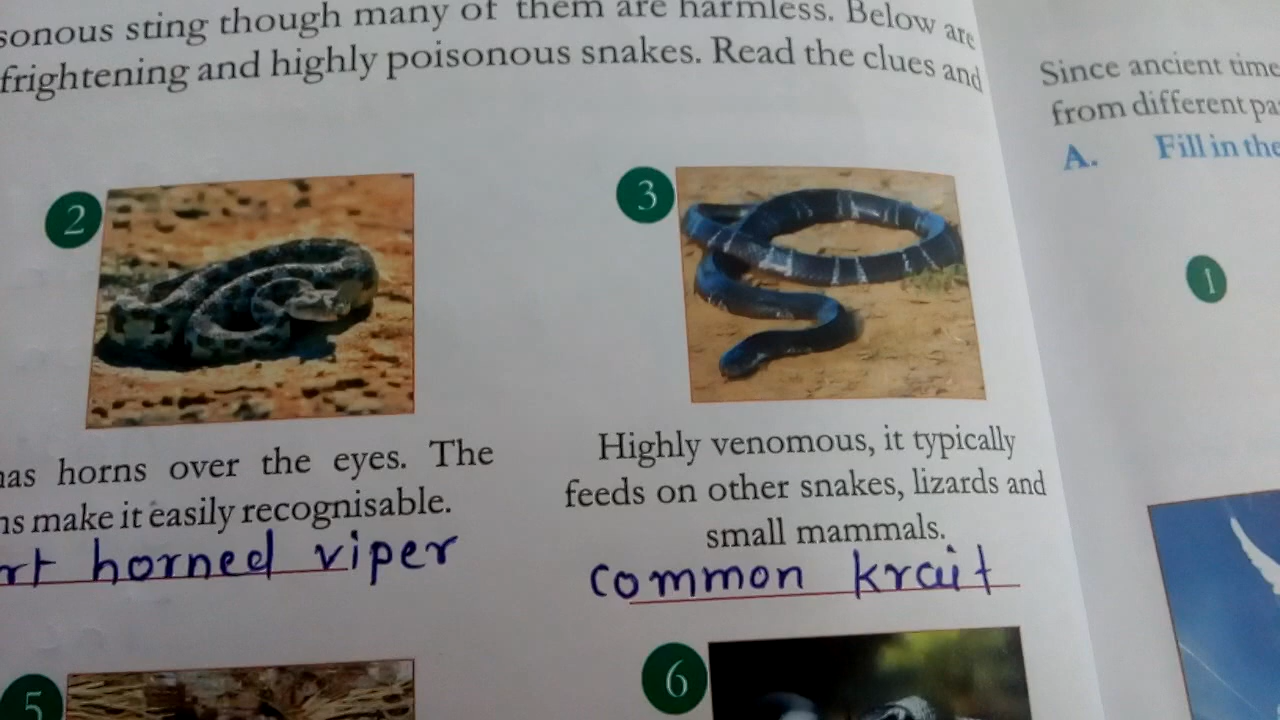 sonous sting though many of them are harmless. Below are
frightening and highly poisonous snakes. Read the clues and
2
3
has horns over the eyes. The
make it easily recognisable.
horned viper
Highly venomous, it typically
feeds on other snakes, lizards and
small mammals.
common krait
5
6
Since ancient time
from different pa
A. Fill in the
1